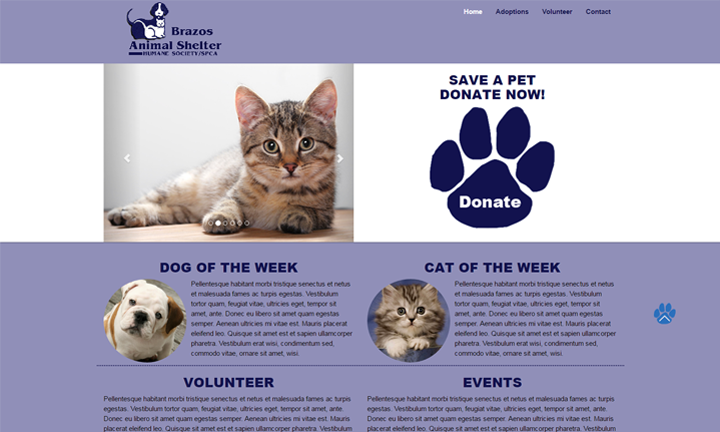 Brazos
Animal Shelter
HUMANE SOCIETY/SPCA
Home Adoptions Volunteer Contact
SAVE A PET
DONATE NOW!
Donate
DOG OF THE WEEK
Pellentesque habitant morbi tristique senectus et netus
et malesuada fames ac turpis egestas. Vestibulum
tortor quam, feugiat vitae, ultricies eget, tempor sit
amet, ante. Donec eu libero sit amet quam egestas
semper. Aenean ultricies mi vitae est. Mauris placerat
eleifend leo. Quisque sit amet est et sapien ullamcorper
pharetra. Vestibulum erat wisi, condimentum sed,
commodo vitae, ornare sit amet, wisi.
CAT OF THE WEEK
Pellentesque habitant morbi tristique senectus et netus
et malesuada fames ac turpis egestas. Vestibulum
tortor quam, feugiat vitae, ultricies eget, tempor sit
amet, ante. Donec eu libero sit amet quam egestas
semper. Aenean ultricies mi vitae est. Mauris placerat
eleifend leo. Quisque sit amet est et sapien ullamcorper
pharetra. Vestibulum erat wisi, condimentum sed,
commodo vitae, ornare sit amet, wisi.
VOLUNTEER
Pellentesque habitant morbi tristique senectus et netus et malesuada fames ac turpis
egestas. Vestibulum tortor quam, feugiat vitae, ultricies eget, tempor sit amet, ante.
Donec eu libero sit amet quam egestas semper. Aenean ultricies mi vitae est. Mauris
placerat eleifend leo. Quisque sit amet est et sapien ullamcorper pharetra. Vestibulum
EVENTS
Pellentesque habitant morbi tristique senectus et netus et malesuada fames ac turpis
egestas. Vestibulum tortor quam, feugiat vitae, ultricies eget, tempor sit amet, ante.
Donec eu libero sit amet quam egestas semper. Aenean ultricies mi vitae est. Mauris
placerat eleifend leo. Quisque sit amet est et sapien ullamcorper pharetra. Vestibulum